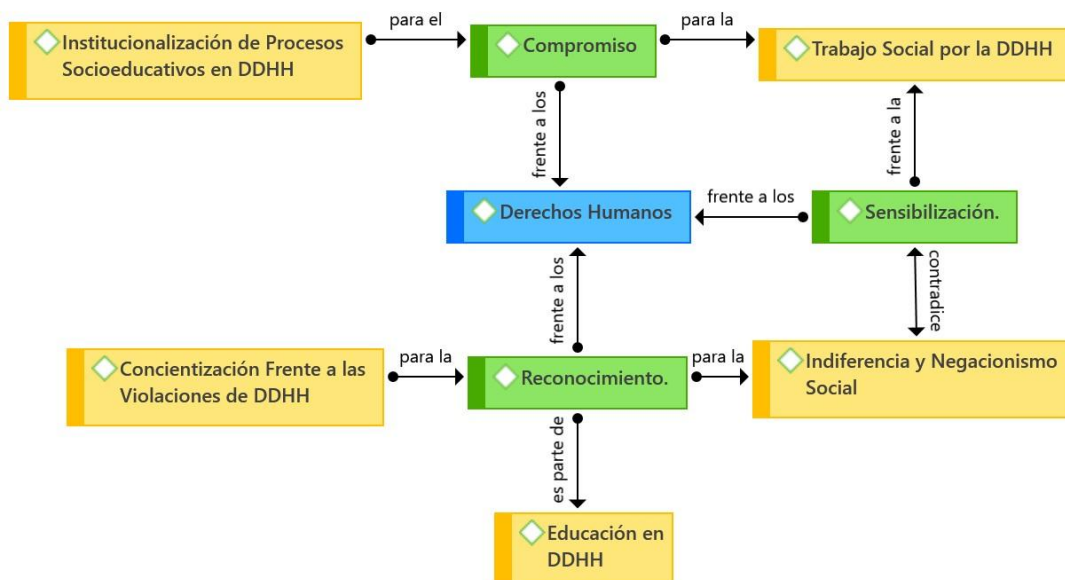 para el
para la
Institucionalización de Procesos
Socioeducativos en DDHH
Compromiso
Trabajo Social por la DDHH
frente a los
frente a la
Derechos Humanos
frente a los
Sensibilización.
frente a los
contradice
Concientización Frente a las
Violaciones de DDHH
para la
Reconocimiento.
para la
Indiferencia y Negacionismo
Social
es parte de
Educación en
DDHH